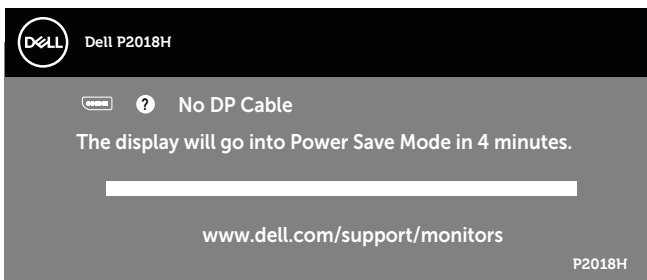 DELL Dell P2018H
? No DP Cable
The display will go into Power Save Mode in 4 minutes.
www.dell.com/support/monitors
P2018H